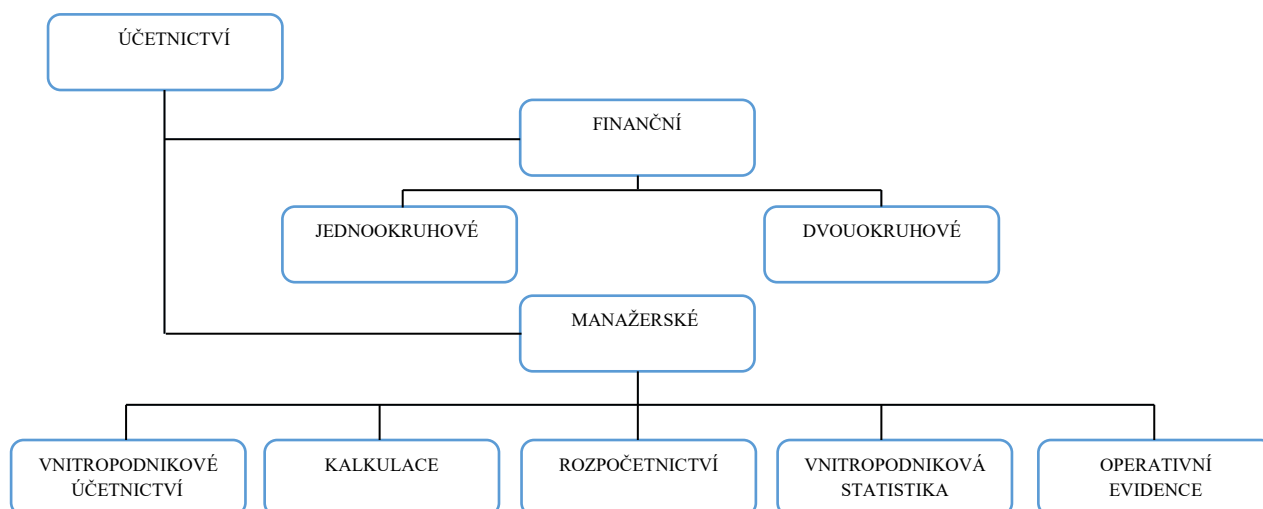 ÚČETNICTVÍ
FINANČNÍ
JEDNOOKRUHOVÉ
DVOUOKRUHOVÉ
MANAŽERSKÉ
VNITROPODNIKOVÉ
ÚČETNICTVÍ
KALKULACE
ROZPOČETNICTVÍ
VNITROPODNIKOVÁ
STATISTIKA
OPERATIVNÍ
EVIDENCE